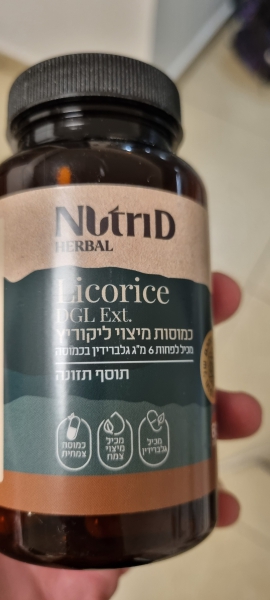 NutriD
HERBAL
Licorice
DGL Ext.
כמוסות מיצוי ליקוריץ
מכיל לפחות 6 מ"ג גלברידין בכמוסה
תוסף תזונה
כמוסה
צמחית
מכיל
מיצוי
צמח
מכיל
גלברידין